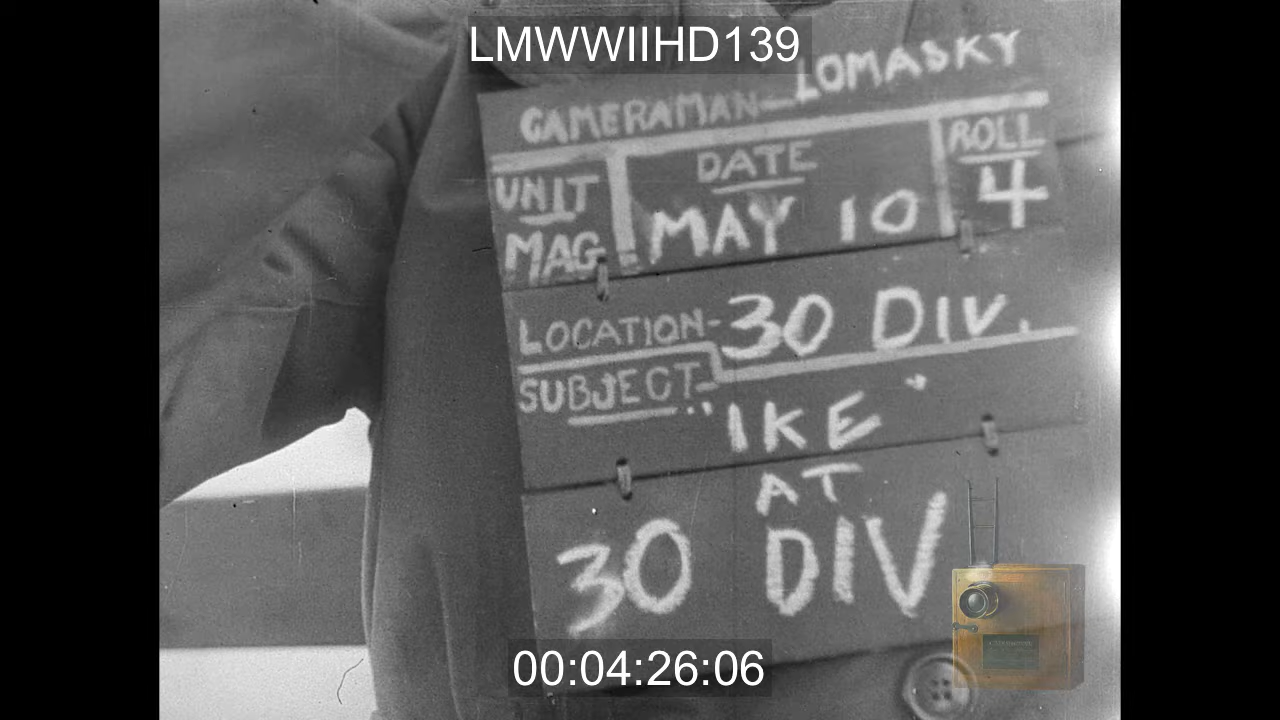 LMWWIIHD139
CAMERAMAN-LOMASKY
UNIT
MAG
DATE
MAY 10
ROLL
4
LOCATION- 30 DIV.
SUBJECT- "IKE"
AT
30 DIV
00:04:26:06